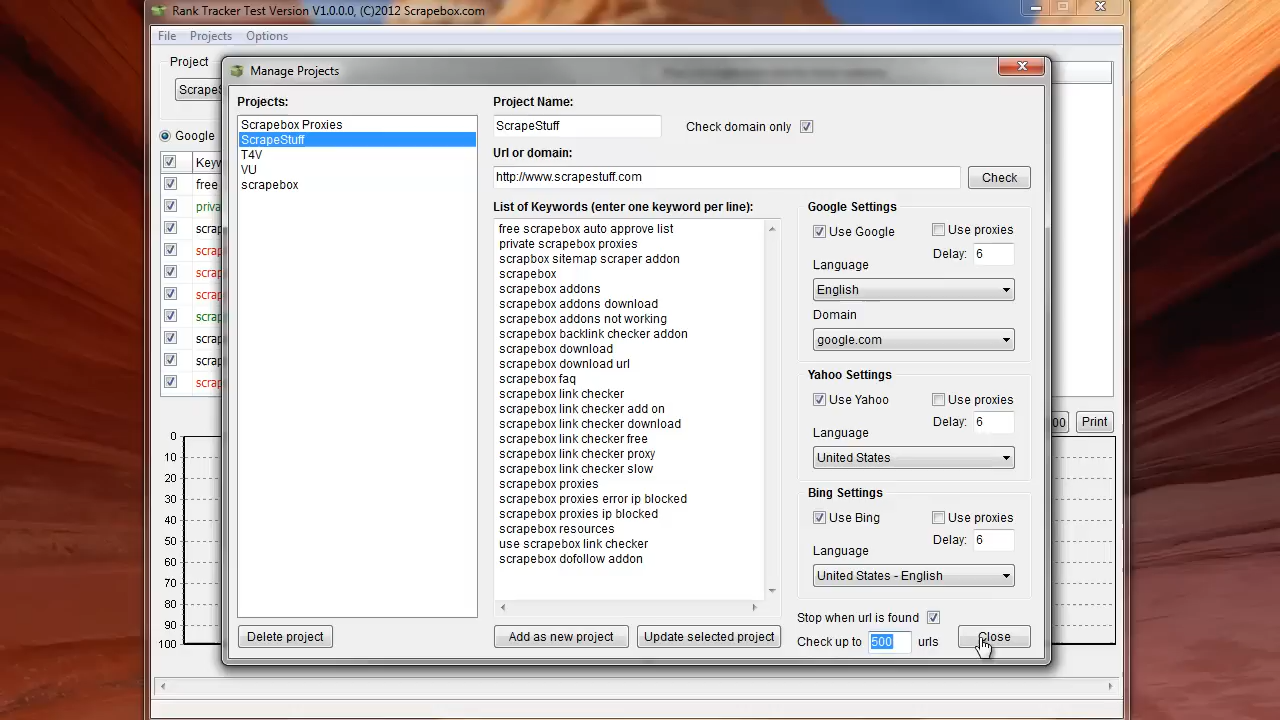 Rank Tracker Test Version V1.0.0.0, (C)2012 Scrapebox.com
File Projects Options
Project
Google
free
Manage Projects
Projects:
Scrapebox Proxies
ScrapeStuff
T4V
VU
scrapebox
Delete project
Project Name:
ScrapeStuff
Check domain only
Url or domain:
http://www.scrapestuff.com
Check
List of Keywords (enter one keyword per line):
free scrapebox auto approve list
private scrapebox proxies
scrapbox sitemap scraper addon
scrapebox
scrapebox addons
scrapebox addons download
scrapebox addons not working
scrapebox backlink checker addon
scrapebox download
scrapebox download url
scrapebox faq
scrapebox link checker
scrapebox link checker add on
scrapebox link checker download
scrapebox link checker free
scrapebox link checker proxy
scrapebox link checker slow
scrapebox proxies
scrapebox proxies error ip blocked
scrapebox proxies ip blocked
scrapebox resources
use scrapebox link checker
scrapebox dofollow addon
Add as new project
Update selected project
Google Settings
Use Google Use proxies
Delay: 6
Language
English
Domain
google.com
Yahoo Settings
Use Yahoo Use proxies
Delay: 6
Language
United States
Bing Settings
Use Bing Use proxies
Delay: 6
Language
United States - English
Stop when url is found
Check up to 500 urls
Close
Print
0
10
20
30
40
50
60
70
80
90
100